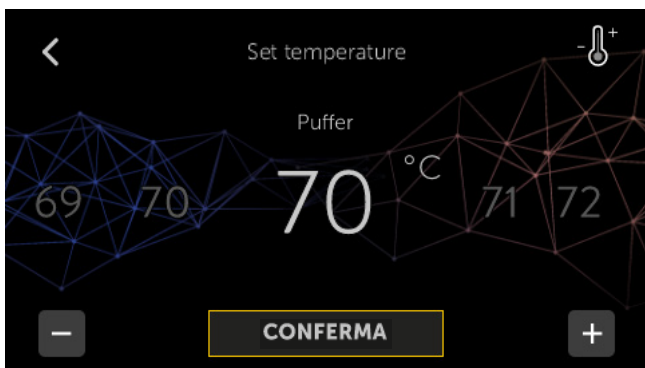 Set temperature
- +
Puffer
69 70 70 °C 71 72
- CONFERMA +